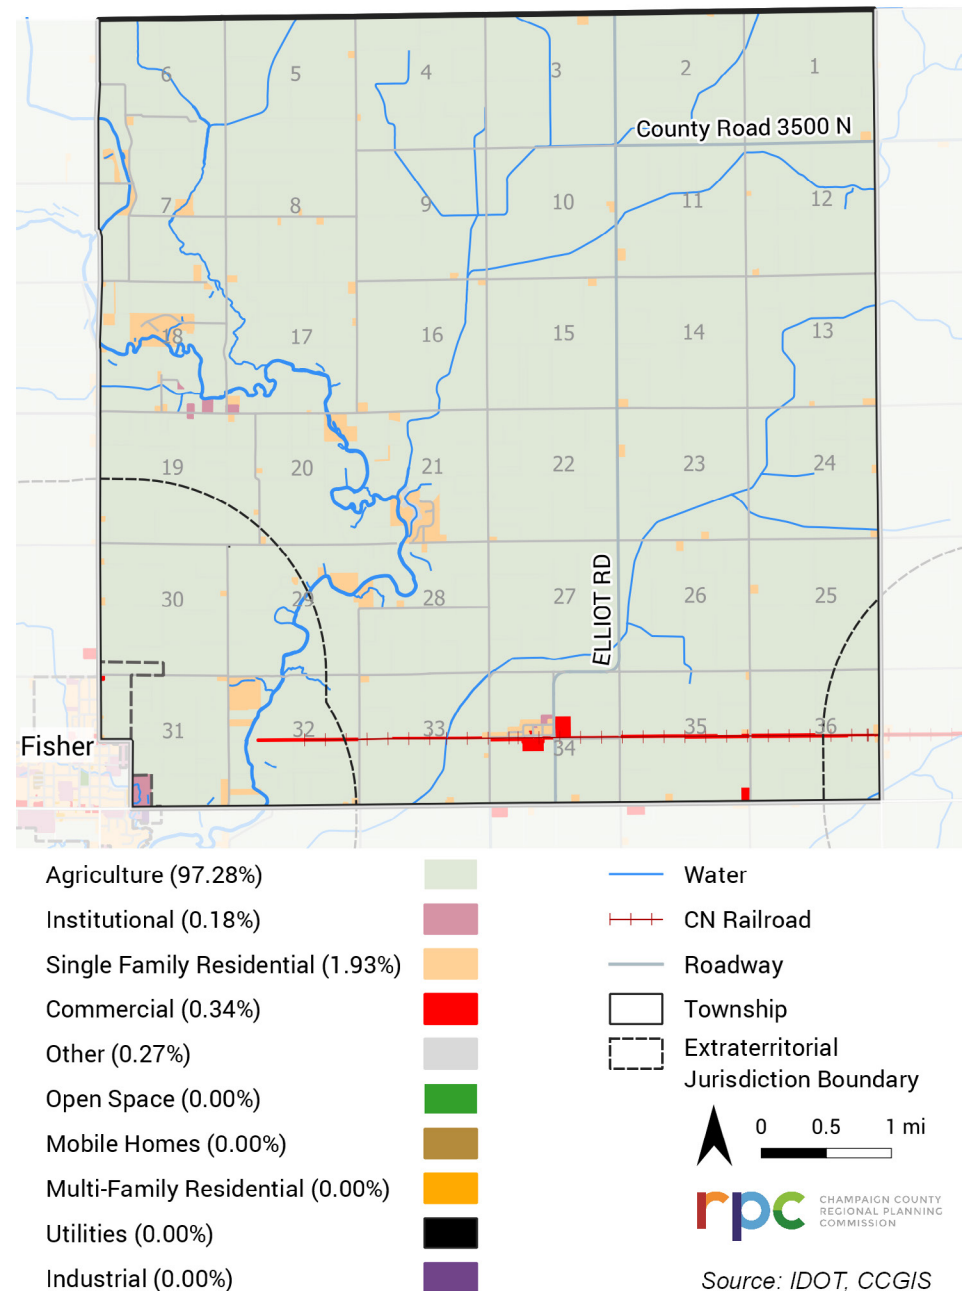 6 5 4 3 2 1
County Road 3500 N
7 8 9 10 11 12
18 17 16 15 14 13
19 20 21 22 23 24
ELLIOT RD
30 29 28 27 26 25
31 32 33 34 35 36
Fisher
Agriculture (97.28%)
Institutional (0.18%)
Single Family Residential (1.93%)
Commercial (0.34%)
Other (0.27%)
Open Space (0.00%)
Mobile Homes (0.00%)
Multi-Family Residential (0.00%)
Utilities (0.00%)
Industrial (0.00%)
Water
CN Railroad
Roadway
Township
Extraterritorial
Jurisdiction Boundary
0 0.5 1 mi
rpc
CHAMPAIGN COUNTY
REGIONAL PLANNING
COMMISSION
Source: IDOT, CCGIS